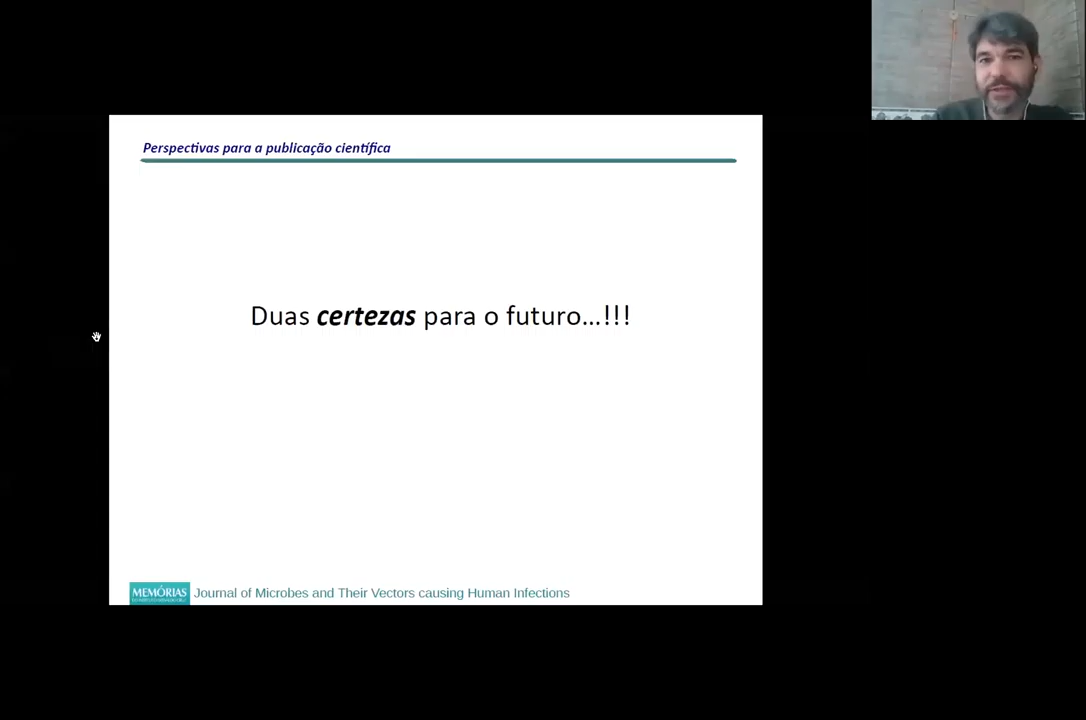 Perspectivas para a publicação científica
Duas certezas para o futuro...!!!
MEMÓRIAS
Journal of Microbes and Their Vectors causing Human Infections